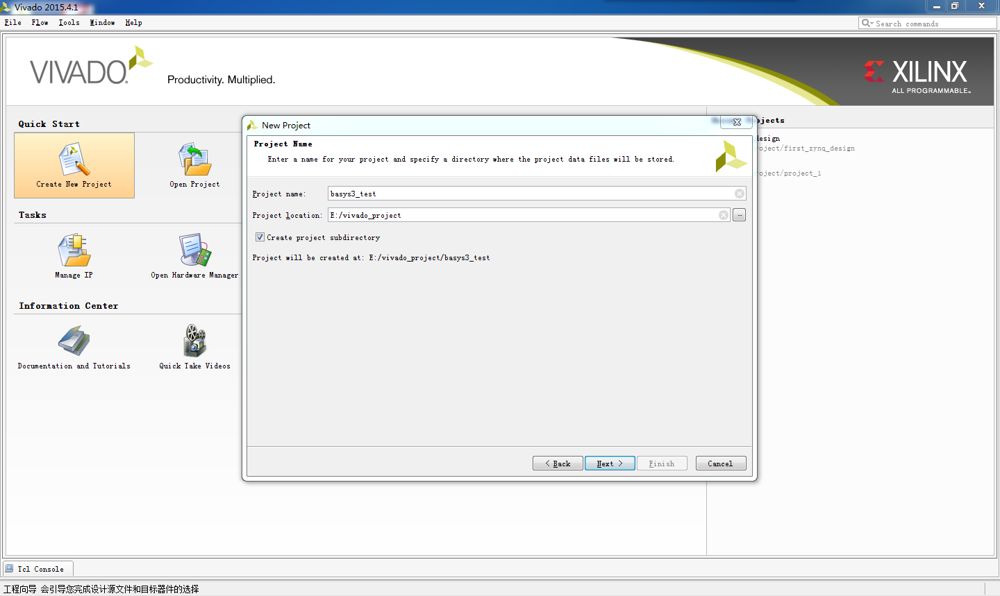 Vivado 2015.4.1
File Flow Tools Window Help
Search commands
VIVADO.
Productivity. Multiplied.
XILINX
ALL PROGRAMMABLE™
Quick Start
Create New Project
Open Project
Tasks
Manage IP
Open Hardware Manager
Information Center
Documentation and Tutorials
Quick Take Videos
New Project
Project Name
Enter a name for your project and specify a directory where the project data files will be stored.
Project name: basys3_test
Project location: E:/vivado_project
...
Create project subdirectory
Project will be created at: E:/vivado_project/basys3_test
< Back
Next >
Finish
Cancel
ojects
design
roject/first_zynq_design
roject/project_1
Tcl Console
工程向导 会引导您完成设计源文件和目标器件的选择